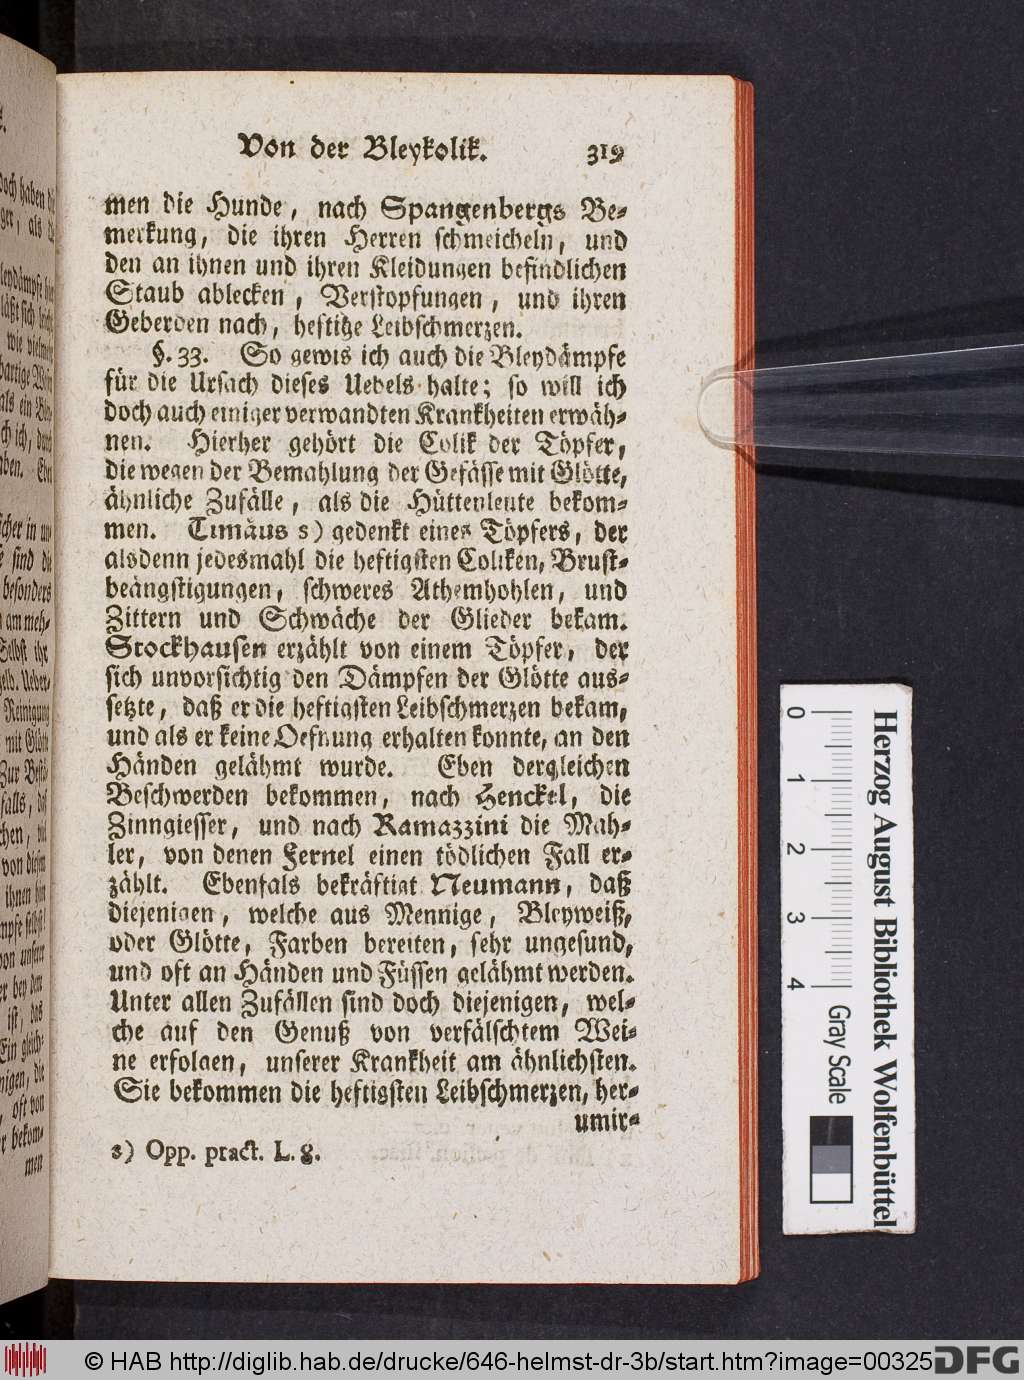 Von der Bleykolik. 319
men die Hunde, nach Spangenbergs Be-
merkung, die ihren Herren schmeicheln, und
den an ihnen und ihren Kleidungen befindlichen
Staub ablecken, Verstopfungen, und ihren
Geberden nach, heftige Leibschmerzen.
§. 33. So gewis ich auch die Bleydämpfe
für die Ursach dieses Uebels halte; so will ich
doch auch einiger verwandten Krankheiten erwäh-
nen. Hierher gehört die Colik der Töpfer,
die wegen der Bemahlung der Gefässe mit Glötte,
ähnliche Zufälle, als die Hüttenleute bekom-
men. Timäus s) gedenkt eines Töpfers, der
alsdenn jedesmahl die heftigsten Coliken, Brust-
beängstigungen, schweres Athemhohlen, und
Zittern und Schwäche der Glieder bekam.
Stockhausen erzählt von einem Töpfer, der
sich unvorsichtig den Dämpfen der Glötte aus-
setzte, daß er die heftigsten Leibschmerzen bekam,
und als er keine Oefnung erhalten konnte, an den
Händen gelähmt wurde. Eben dergleichen
Beschwerden bekommen, nach Henckel, die
Zinngiesser, und nach Ramazzini die Mah-
ler, von denen Fernel einen tödlichen Fall er-
zählt. Ebenfals bekräftigt Neumann, daß
diejenigen, welche aus Mennige, Bleyweiß,
oder Glötte, Farben bereiten, sehr ungesund,
und oft an Händen und Füssen gelähmt werden.
Unter allen Zufällen sind doch diejenigen, wel-
che auf den Genuß von verfälschtem Wei-
ne erfolgen, unserer Krankheit am ähnlichsten.
Sie bekommen die heftigsten Leibschmerzen, her-
umir-
s) Opp. pract. L. 8.
0 1 2 3 4 Gray Scale
Herzog August Bibliothek Wolfenbüttel
© HAB http://diglib.hab.de/drucke/646-helmst-dr-3b/start.htm?image=00325
DFG